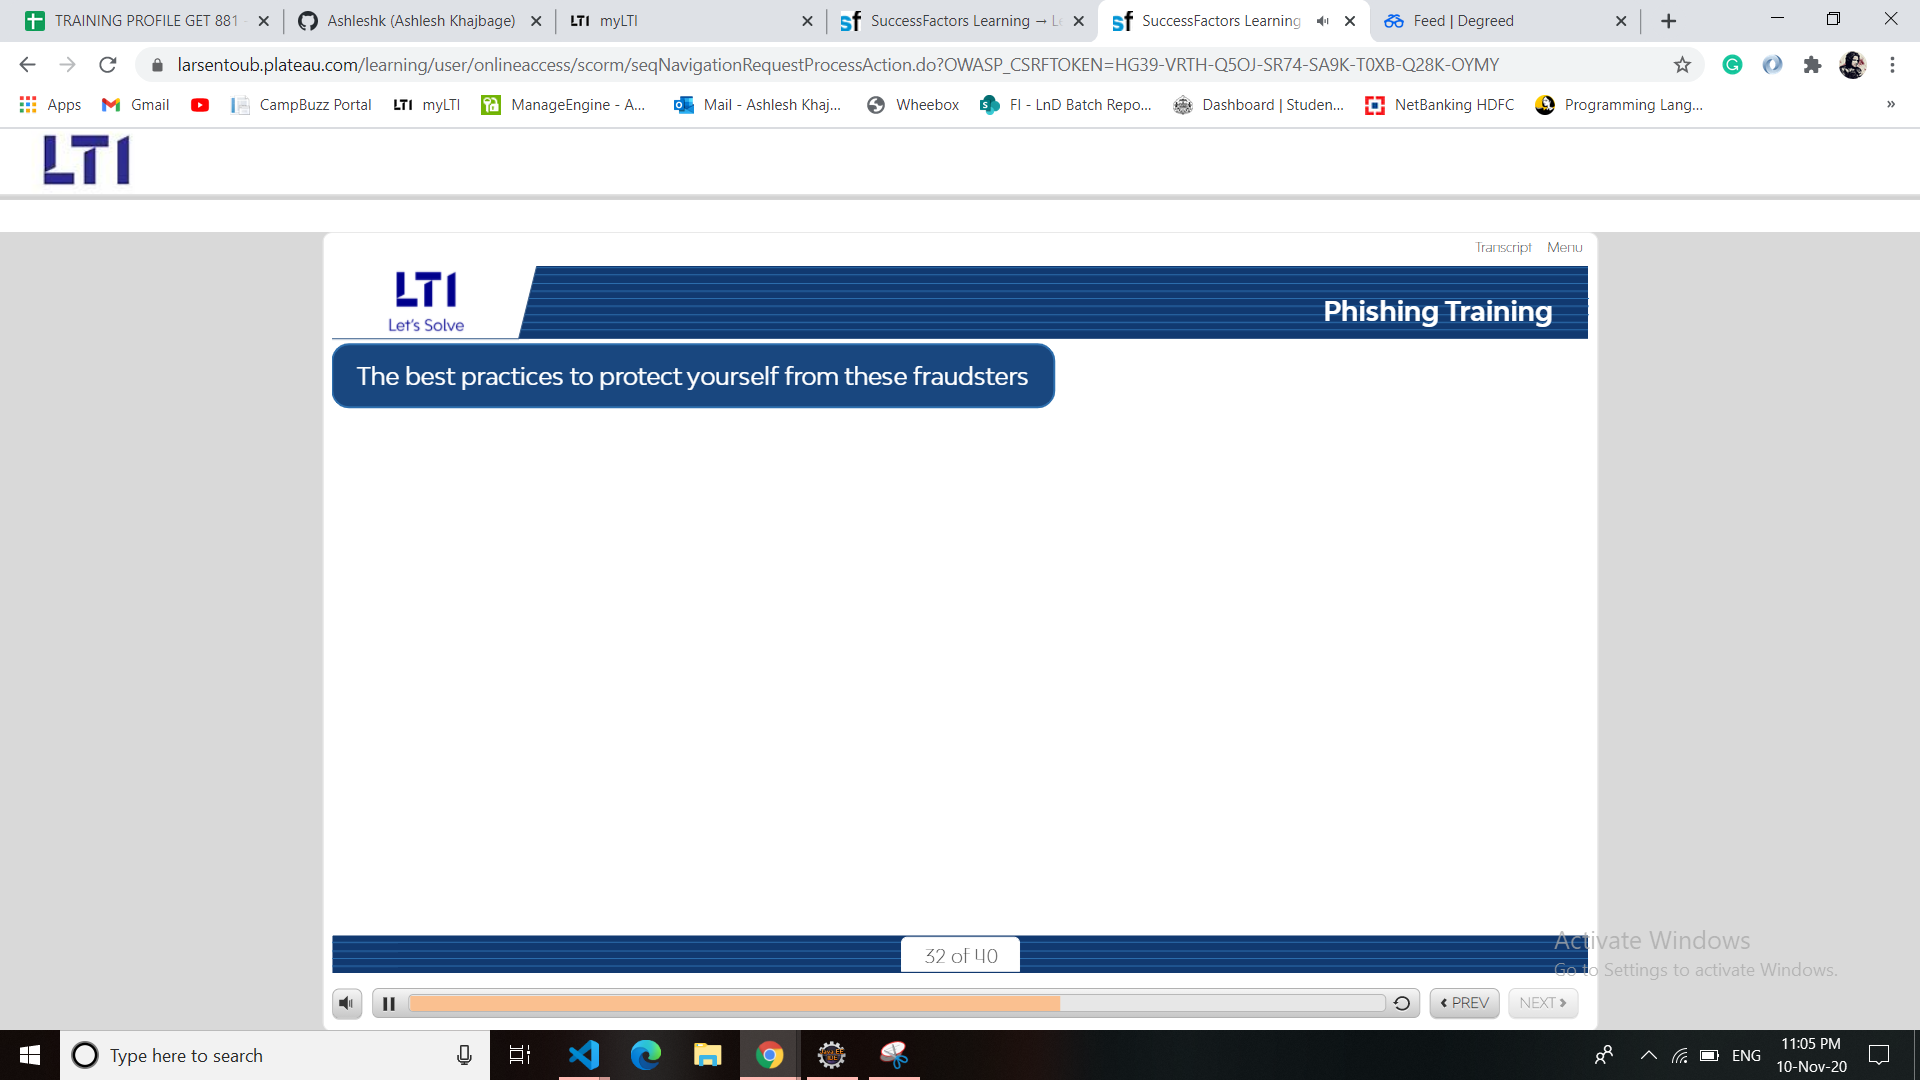 TRAINING PROFILE GET 881
Ashleshk (Ashlesh Khajbage)
LTI myLTI
SuccessFactors Learning → L
SuccessFactors Learning
Feed | Degreed
larsentoub.plateau.com/learning/user/onlineaccess/scorm/seqNavigationRequestProcessAction.do?OWASP_CSRFTOKEN=HG39-VRTH-Q5OJ-SR74-SA9K-T0XB-Q28K-OYMY
Apps
Gmail
CampBuzz Portal
LTI myLTI
ManageEngine - A...
Mail - Ashlesh Khaj...
Wheebox
FI - LnD Batch Repo...
Dashboard | Studen...
NetBanking HDFC
Programming Lang...
»
LTI
Transcript Menu
LTI
Let's Solve
Phishing Training
The best practices to protect yourself from these fraudsters
32 of 40
Activate Windows
Go to Settings to activate Windows.
‹ PREV
NEXT ›
Type here to search
ENG
11:05 PM
10-Nov-20